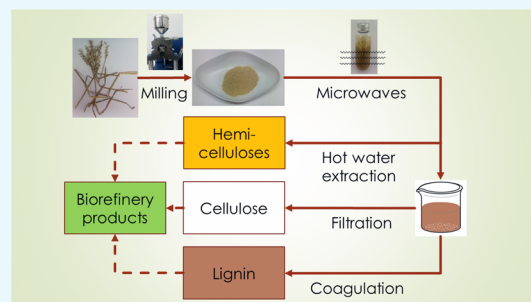 Milling
Microwaves
Hemi-
celluloses
Hot water
extraction
Biorefinery
products
Cellulose
Filtration
Lignin
Coagulation